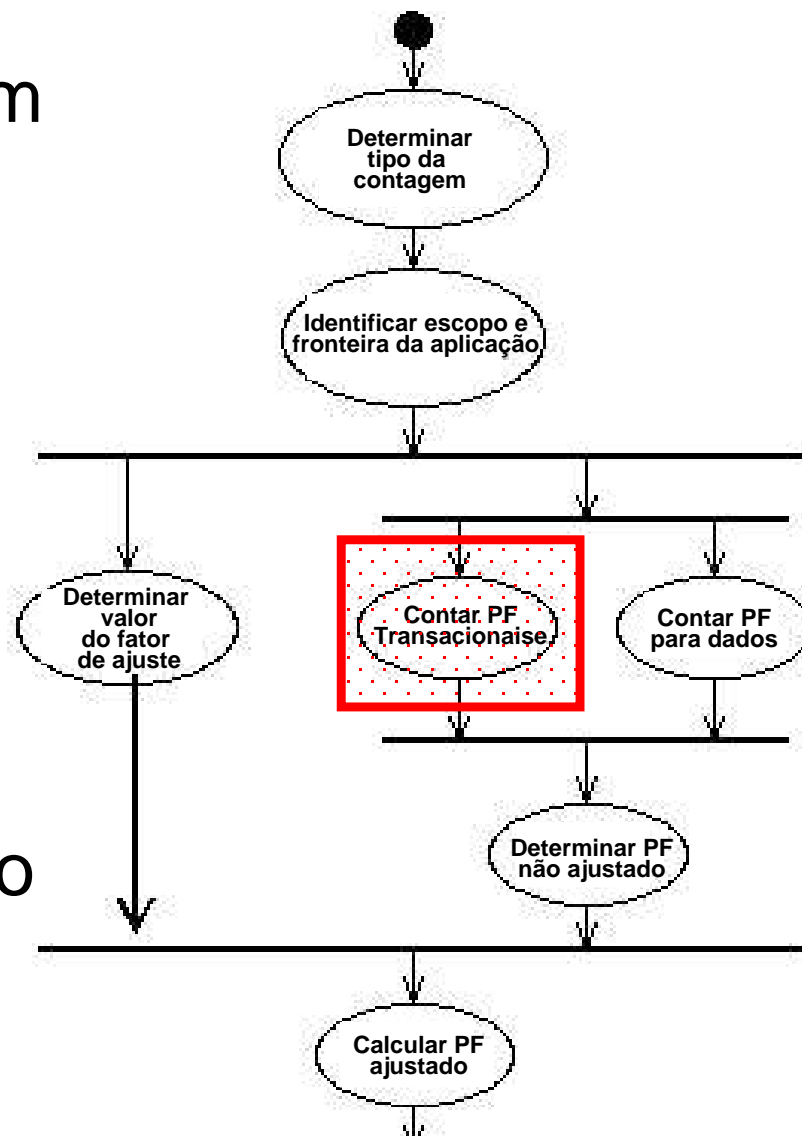 m
Determinar
tipo da
contagem
Identificar escopo e
fronteira da aplicação
Determinar
valor
do fator
de ajuste
Contar PF
Transacionaise
Contar PF
para dados
Determinar PF
não ajustado
o
Calcular PF
ajustado